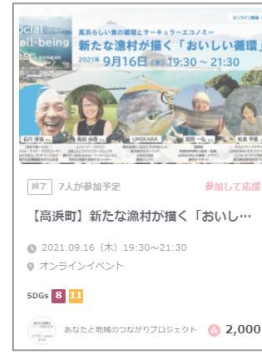 ocial
ell-being
オンライン開催
高浜らしい食の循環とサーキュラーエコノミー
新たな漁村が描く「おいしい循環」
2021年 9月16日 19:30～21:30
UMIKARA
終了 7人が参加予定 参加して応援
【高浜町】新たな漁村が描く「おいし…
2021.09.16（木）19:30~21:30
オンラインイベント
SDGs 8 11
あなたと地域のつながりプロジェクト 2,000